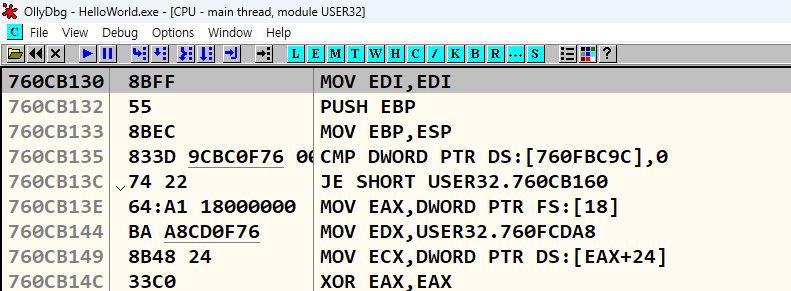 OllyDbg - HelloWorld.exe - [CPU - main thread, module USER32]
C File View Debug Options Window Help
L E M T W H C / K B R ... S ?
760CB130 8BFF MOV EDI,EDI
760CB132 55 PUSH EBP
760CB133 8BEC MOV EBP,ESP
760CB135 833D 9CBC0F76 00 CMP DWORD PTR DS:[760FBC9C],0
760CB13C 74 22 JE SHORT USER32.760CB160
760CB13E 64:A1 18000000 MOV EAX,DWORD PTR FS:[18]
760CB144 BA A8CD0F76 MOV EDX,USER32.760FCDA8
760CB149 8B48 24 MOV ECX,DWORD PTR DS:[EAX+24]
760CB14C 33C0 XOR EAX,EAX